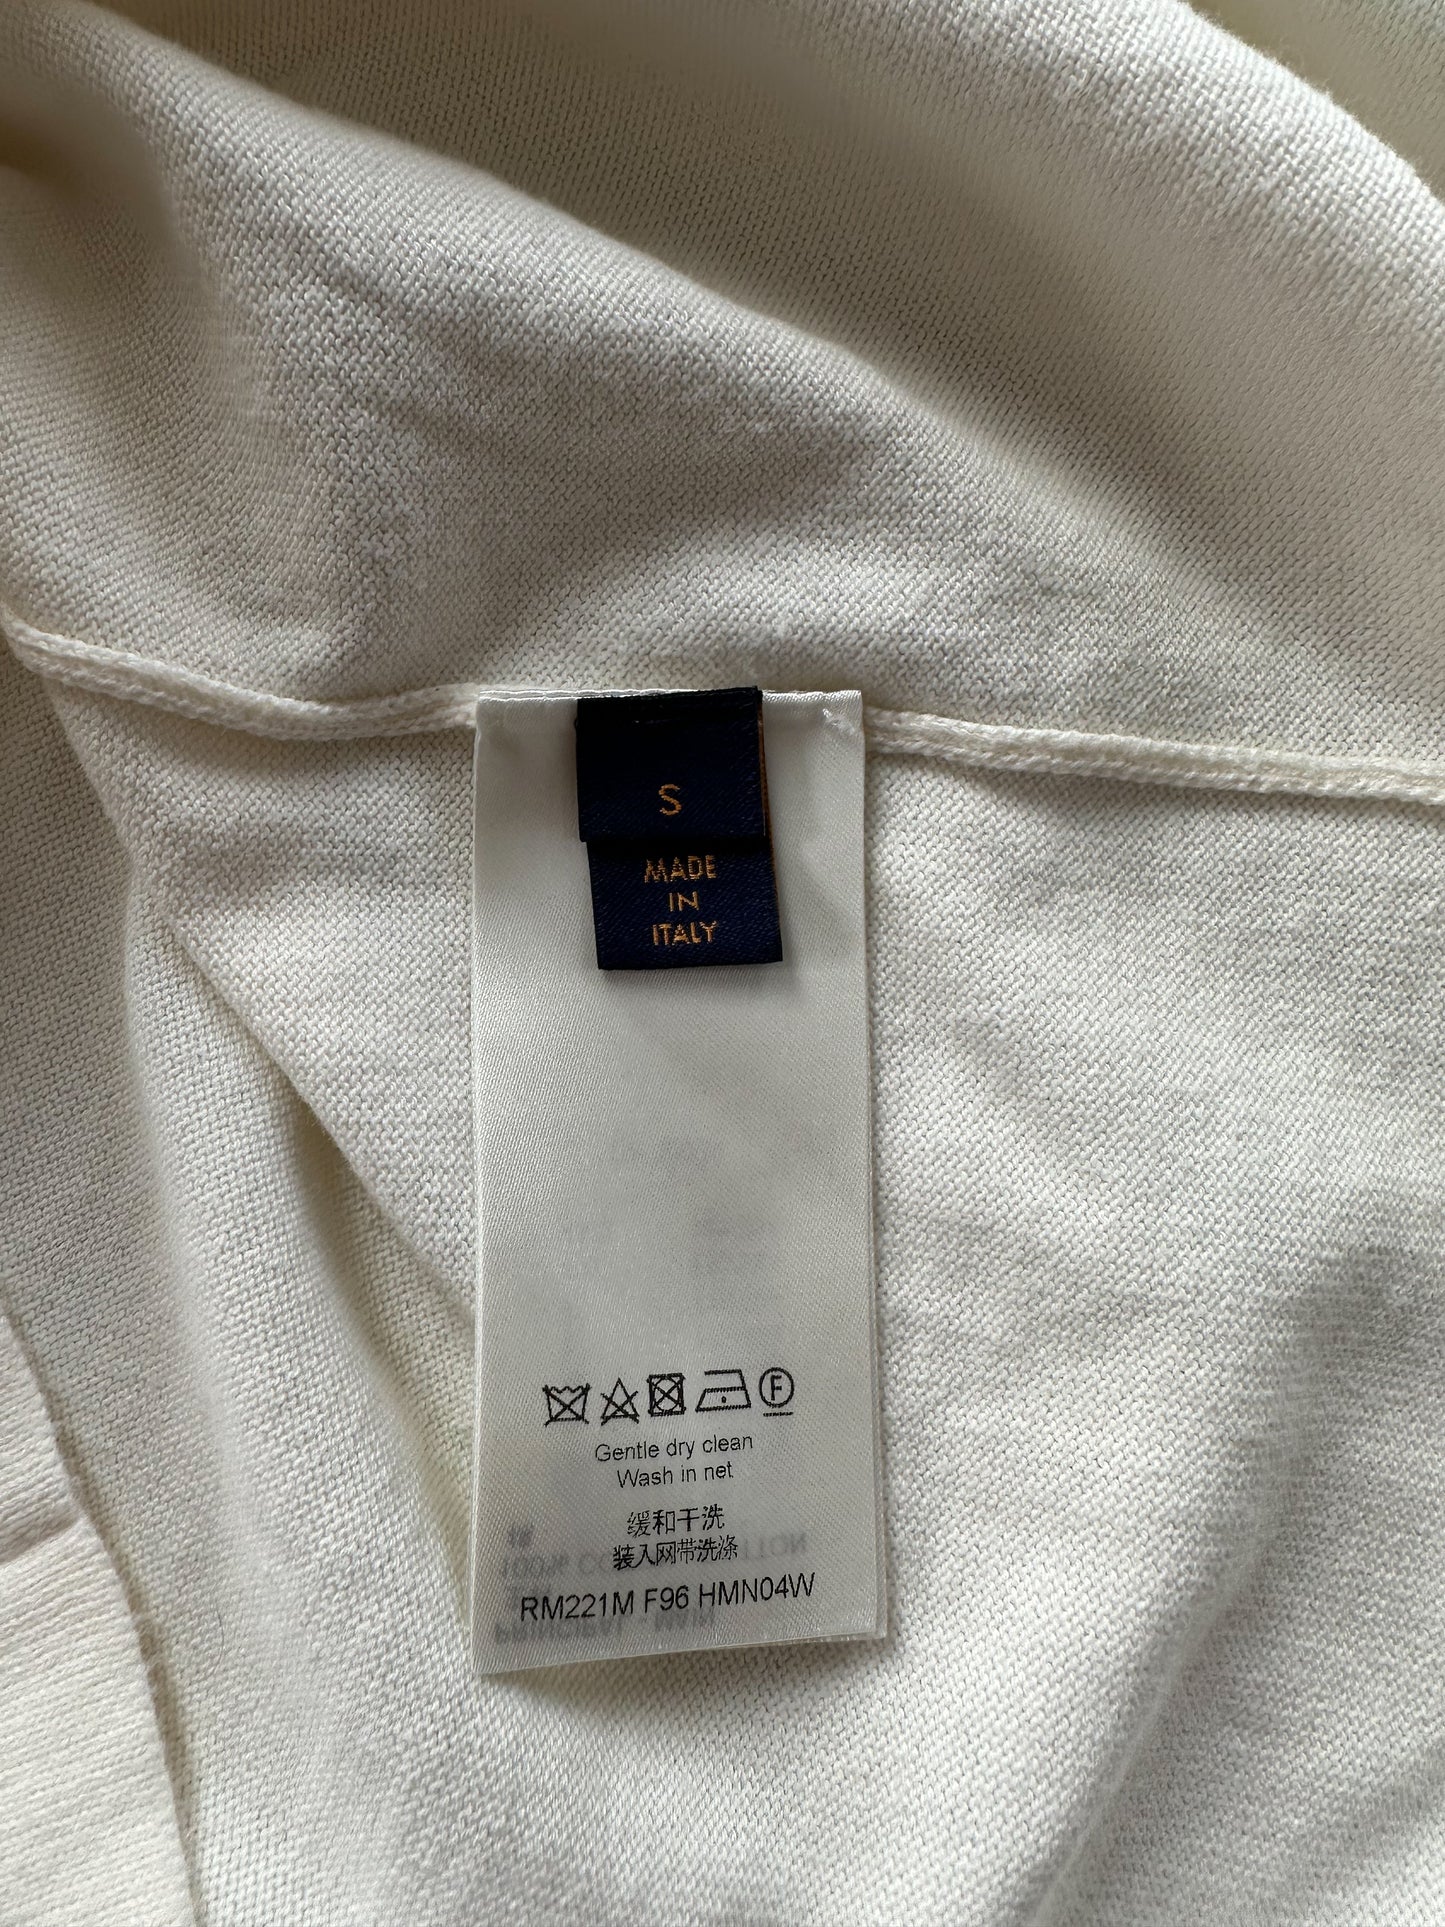 S
MADE
IN
ITALY
F
Gentle dry clean
Wash in net
缓和干洗
装入网带洗涤
RM221M F96 HMN04W